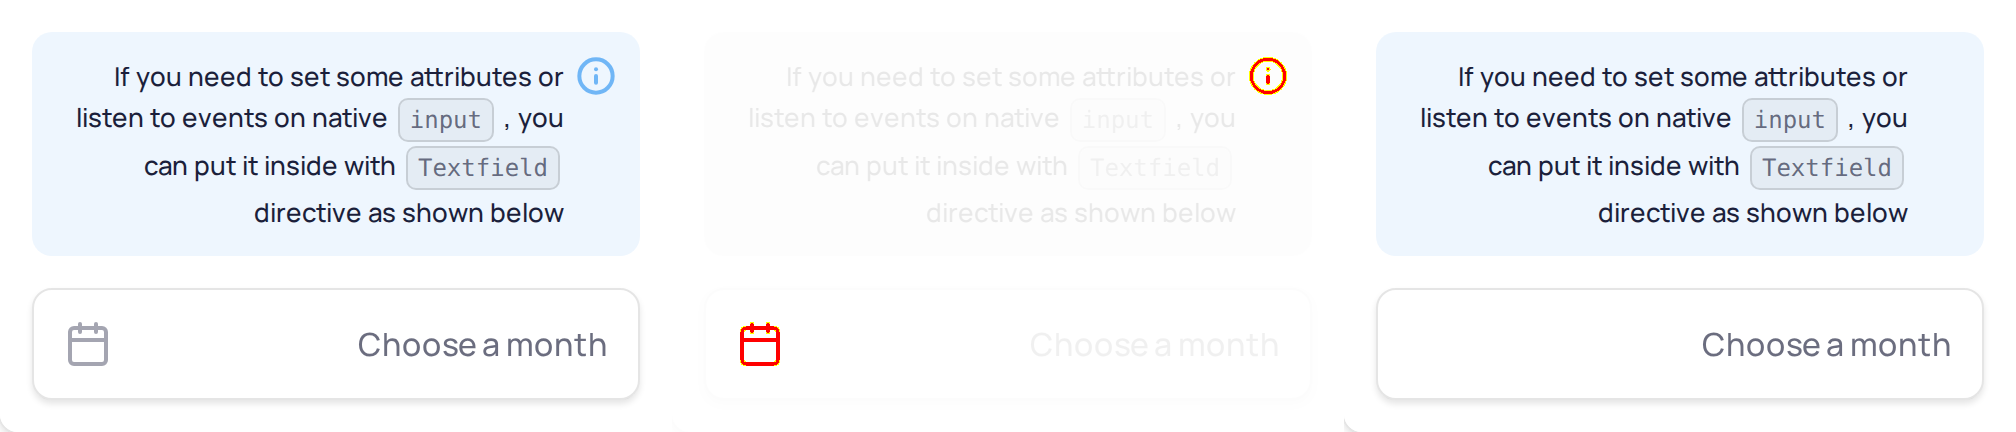 If you need to set some attributes or
listen to events on native input , you
can put it inside with Textfield
directive as shown below
Choose a month
If you need to set some attributes or
listen to events on native input , you
can put it inside with Textfield
directive as shown below
Choose a month
If you need to set some attributes or
listen to events on native input , you
can put it inside with Textfield
directive as shown below
Choose a month